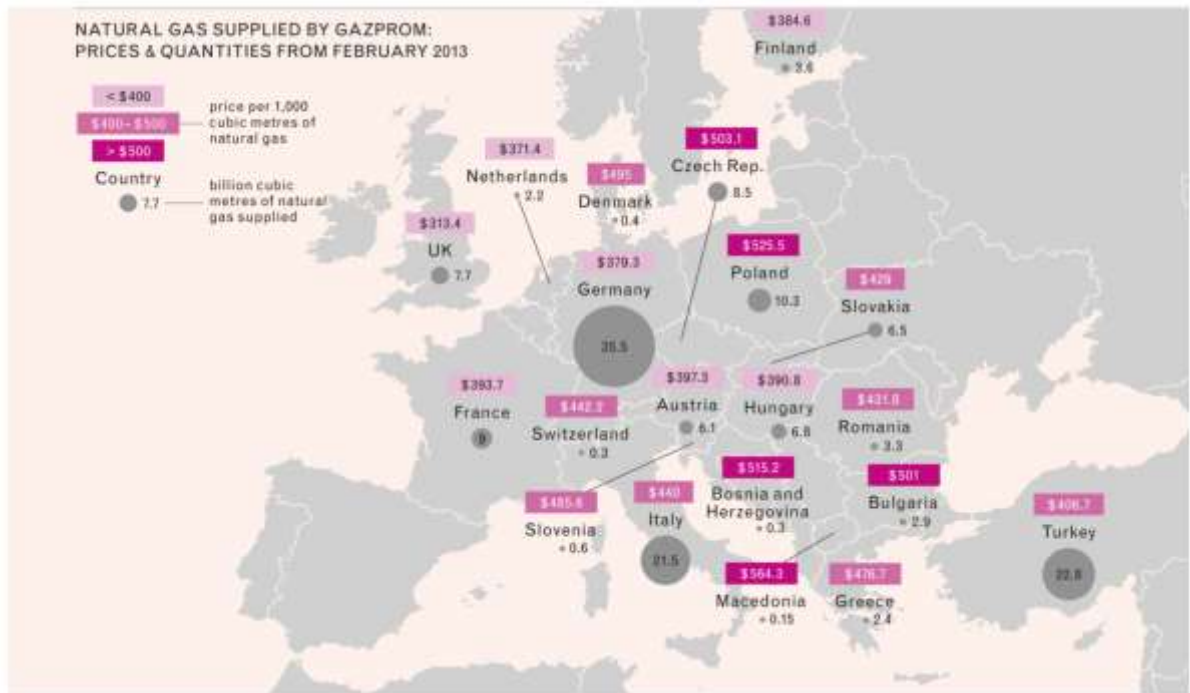 NATURAL GAS SUPPLIED BY GAZPROM:
PRICES & QUANTITIES FROM FEBRUARY 2013
< $400
$400–$500
> $500
price per 1,000
cubic metres of
natural gas
Country
7.7
billion cubic
metres of natural
gas supplied
$384.6
Finland
3.6
$371.4
Netherlands
2.2
$495
Denmark
0.4
$503.1
Czech Rep.
8.5
$313.4
UK
7.7
$379.3
Germany
$525.5
Poland
10.3
$429
Slovakia
6.5
$393.7
France
9
$442.2
Switzerland
0.3
$397.3
Austria
6.1
$390.8
Hungary
6.8
Romania
3.3
Slovenia
0.6
$440
Italy
21.5
$515.2
Bosnia and
Herzegovina
0.3
$501
Bulgaria
2.9
$406.7
Turkey
22.8
$564.3
Macedonia
0.15
$476.7
Greece
2.4